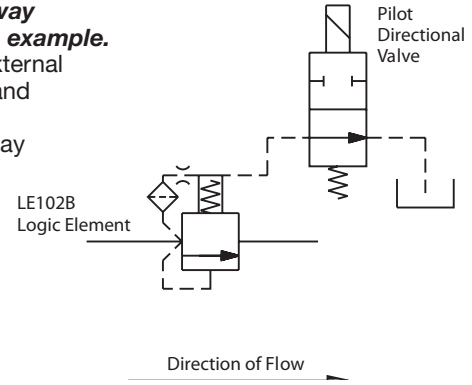 way
example.
xternal
and
ay
Pilot
Directional
Valve
LE102B
Logic Element
Direction of Flow